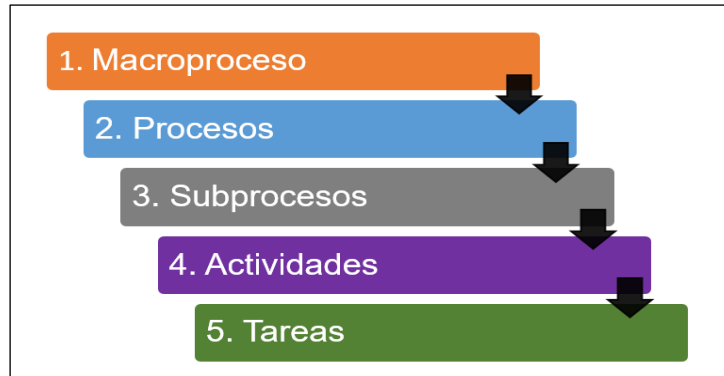 1. Macroproceso
2. Procesos
3. Subprocesos
4. Actividades
5. Tareas